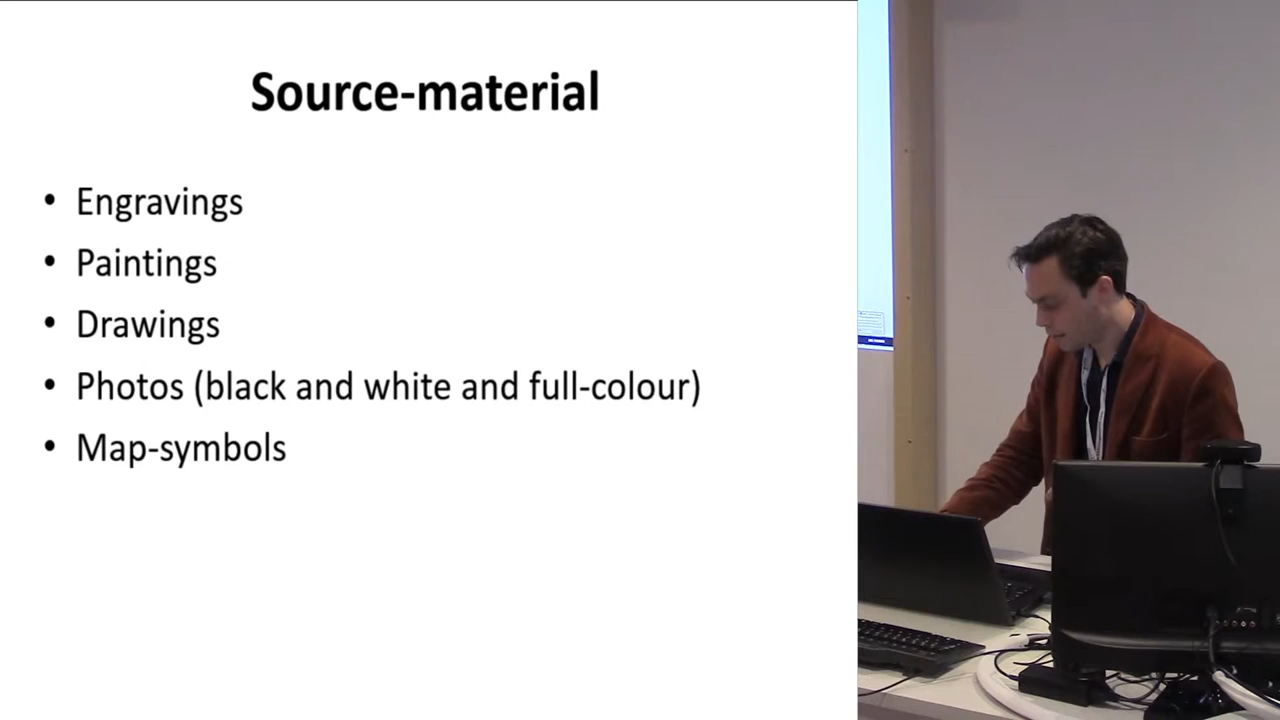 Source-material
• Engravings
• Paintings
• Drawings
• Photos (black and white and full-colour)
• Map-symbols